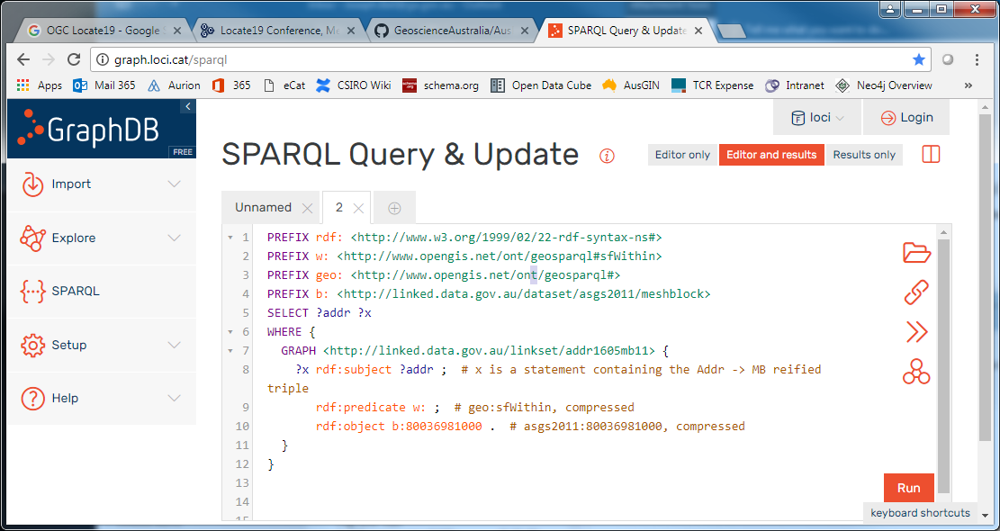 OGC Locate19 - Google
Locate19 Conference, Me
GeoscienceAustralia/Aus
SPARQL Query & Update
graph.loci.cat/sparql
Apps
Mail 365
Aurion
365
eCat
CSIRO Wiki
schema.org
Open Data Cube
AusGIN
TCR Expense
Intranet
Neo4j Overview
»
GraphDB
FREE
loci
Login
Import
Explore
SPARQL
Setup
Help
SPARQL Query & Update
Editor only
Editor and results
Results only
Unnamed
2
1 PREFIX rdf: <http://www.w3.org/1999/02/22-rdf-syntax-ns#>
2 PREFIX w: <http://www.opengis.net/ont/geosparql#sfWithin>
3 PREFIX geo: <http://www.opengis.net/ont/geosparql#>
4 PREFIX b: <http://linked.data.gov.au/dataset/asgs2011/meshblock>
5 SELECT ?addr ?x
6 WHERE {
7 GRAPH <http://linked.data.gov.au/linkset/addr1605mb11> {
8 ?x rdf:subject ?addr ; # x is a statement containing the Addr -> MB reified
triple
9 rdf:predicate w: ; # geo:sfWithin, compressed
10 rdf:object b:80036981000 . # asgs2011:80036981000, compressed
11 }
12 }
13
14
15
Run
keyboard shortcuts